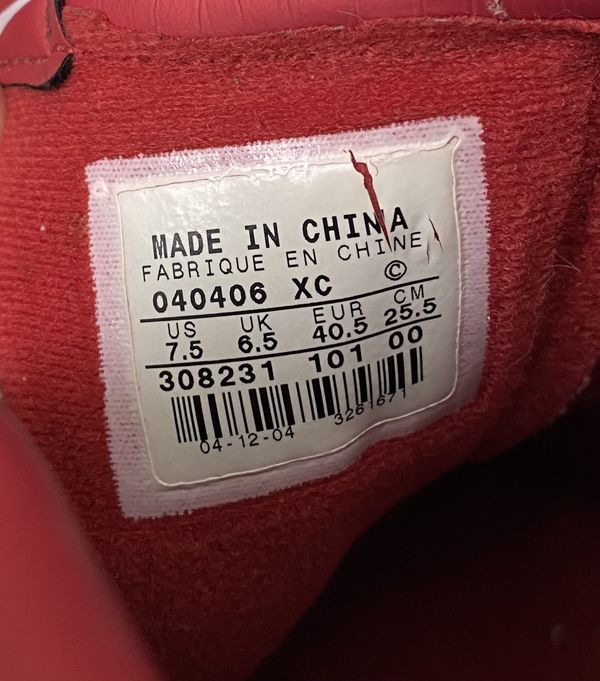 MADE IN CHINA
FABRIQUE EN CHINE
040406 XC ©
US UK EUR CM
7.5 6.5 40.5 25.5
308231 101 00
04-12-04 3261671